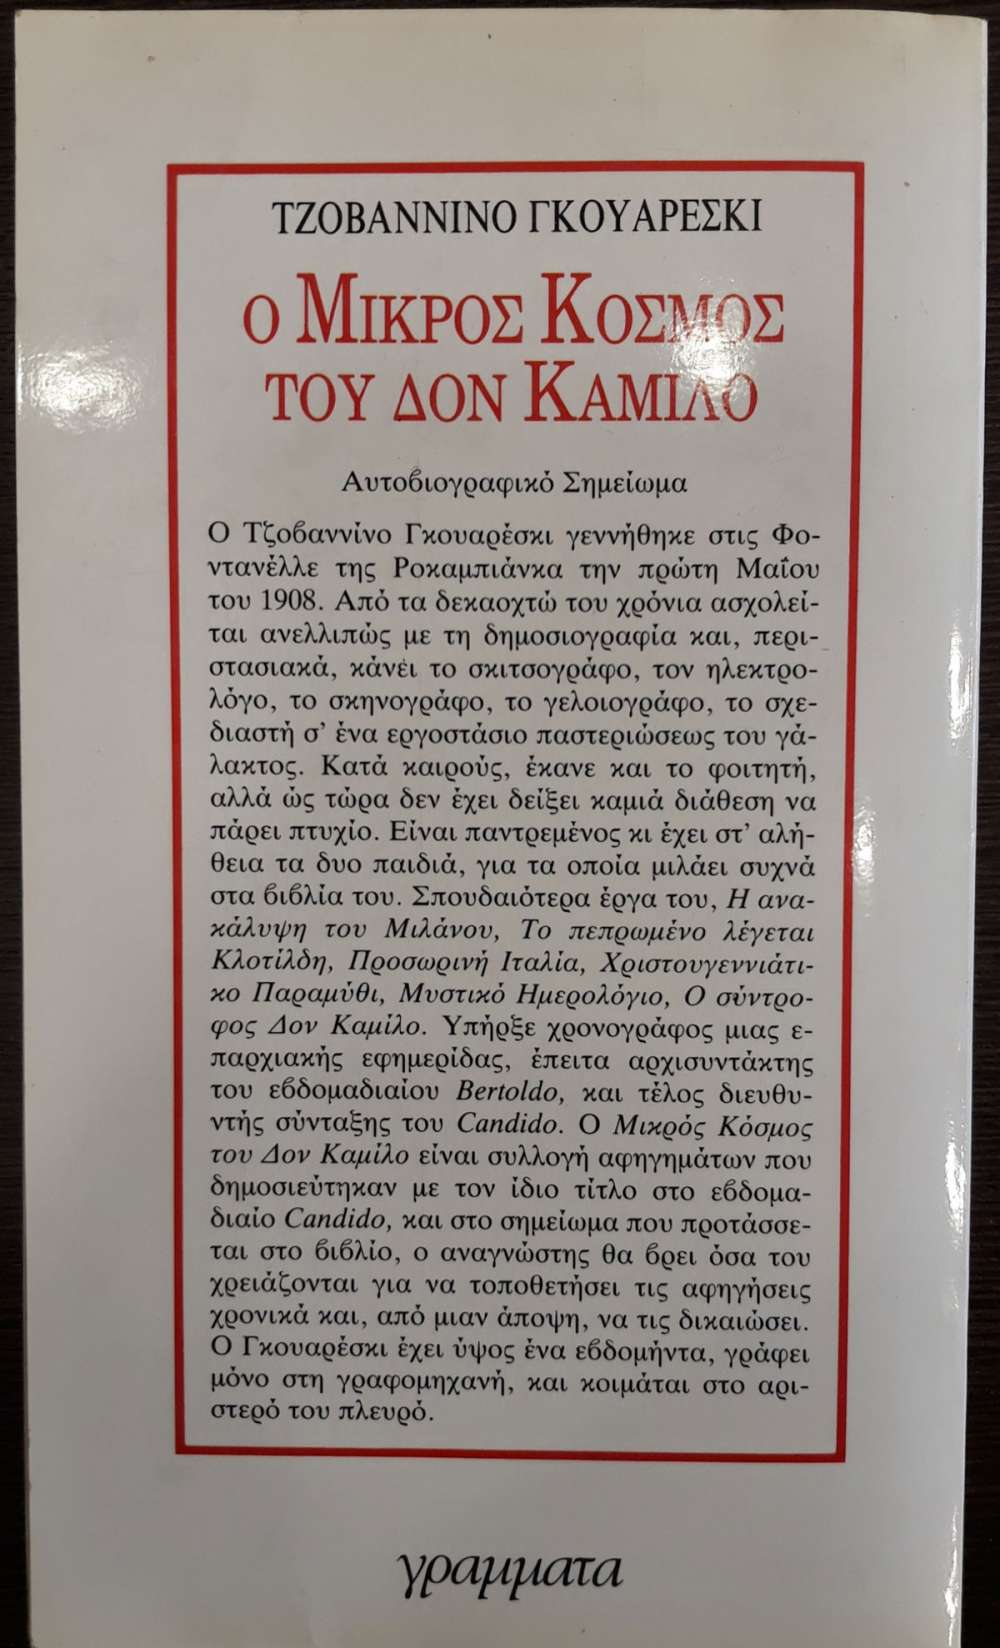 ΤΖΟΒΑΝΝΙΝΟ ΓΚΟΥΑΡΕΣΚΙ
Ο ΜΙΚΡΟΣ ΚΟΣΜΟΣ
ΤΟΥ ΔΟΝ ΚΑΜΙΛΟ
Αυτοβιογραφικό Σημείωμα
Ο Τζοβαννίνο Γκουαρέσκι γεννήθηκε στις Φο-
ντανέλλε της Ροκαμπιάνκα την πρώτη Μαΐου
του 1908. Από τα δεκαοχτώ του χρόνια ασχολεί-
ται ανελλιπώς με τη δημοσιογραφία και, περι-
στασιακά, κάνει το σκιτσογράφο, τον ηλεκτρο-
λόγο, το σκηνογράφο, το γελοιογράφο, το σχε-
διαστή σ' ένα εργοστάσιο παστεριώσεως του γά-
λακτος. Κατά καιρούς, έκανε και το φοιτητή,
αλλά ώς τώρα δεν έχει δείξει καμιά διάθεση να
πάρει πτυχίο. Είναι παντρεμένος κι έχει στ' αλή-
θεια τα δυο παιδιά, για τα οποία μιλάει συχνά
στα βιβλία του. Σπουδαιότερα έργα του, Η ανα-
κάλυψη του Μιλάνου, Το πεπρωμένο λέγεται
Κλοτίλδη, Προσωρινή Ιταλία, Χριστουγεννιάτι-
κο Παραμύθι, Μυστικό Ημερολόγιο, Ο σύντρο-
φος Δον Καμίλο. Υπήρξε χρονογράφος μιας ε-
παρχιακής εφημερίδας, έπειτα αρχισυντάκτης
του εβδομαδιαίου Bertoldo, και τέλος διευθυ-
ντής σύνταξης του Candido. Ο Μικρός Κόσμος
του Δον Καμίλο είναι συλλογή αφηγημάτων που
δημοσιεύτηκαν με τον ίδιο τίτλο στο εβδομα-
διαίο Candido, και στο σημείωμα που προτάσσε-
ται στο βιβλίο, ο αναγνώστης θα βρει όσα του
χρειάζονται για να τοποθετήσει τις αφηγήσεις
χρονικά και, από μιαν άποψη, να τις δικαιώσει.
Ο Γκουαρέσκι έχει ύψος ένα εβδομήντα, γράφει
μόνο στη γραφομηχανή, και κοιμάται στο αρι-
στερό του πλευρό.
γραμματα